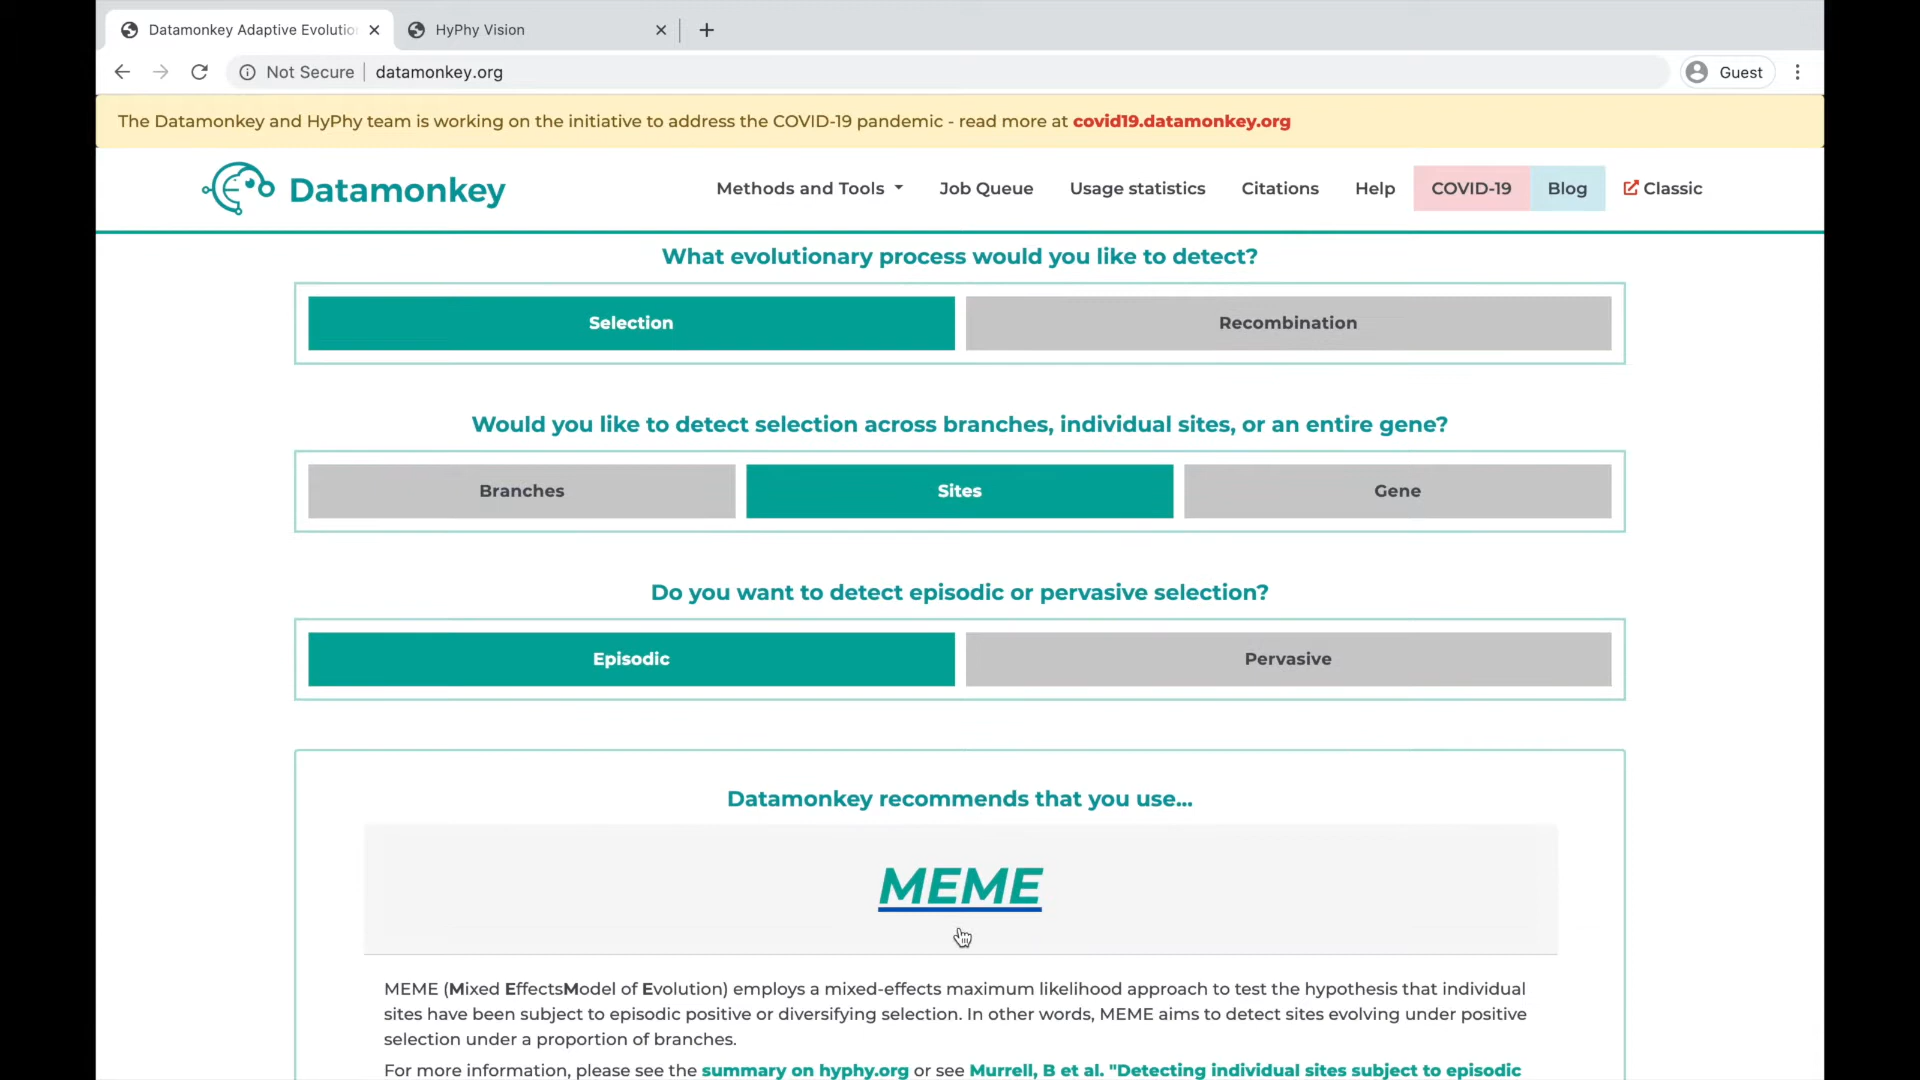 Datamonkey Adaptive Evolutio
HyPhy Vision
Not Secure | datamonkey.org
Guest
The Datamonkey and HyPhy team is working on the initiative to address the COVID-19 pandemic - read more at covid19.datamonkey.org
Datamonkey
Methods and Tools
Job Queue
Usage statistics
Citations
Help
COVID-19
Blog
Classic
What evolutionary process would you like to detect?
Selection
Recombination
Would you like to detect selection across branches, individual sites, or an entire gene?
Branches
Sites
Gene
Do you want to detect episodic or pervasive selection?
Episodic
Pervasive
Datamonkey recommends that you use...
MEME
MEME (Mixed EffectsModel of Evolution) employs a mixed-effects maximum likelihood approach to test the hypothesis that individual
sites have been subject to episodic positive or diversifying selection. In other words, MEME aims to detect sites evolving under positive
selection under a proportion of branches.
For more information, please see the summary on hyphy.org or see Murrell, B et al. "Detecting individual sites subject to episodic